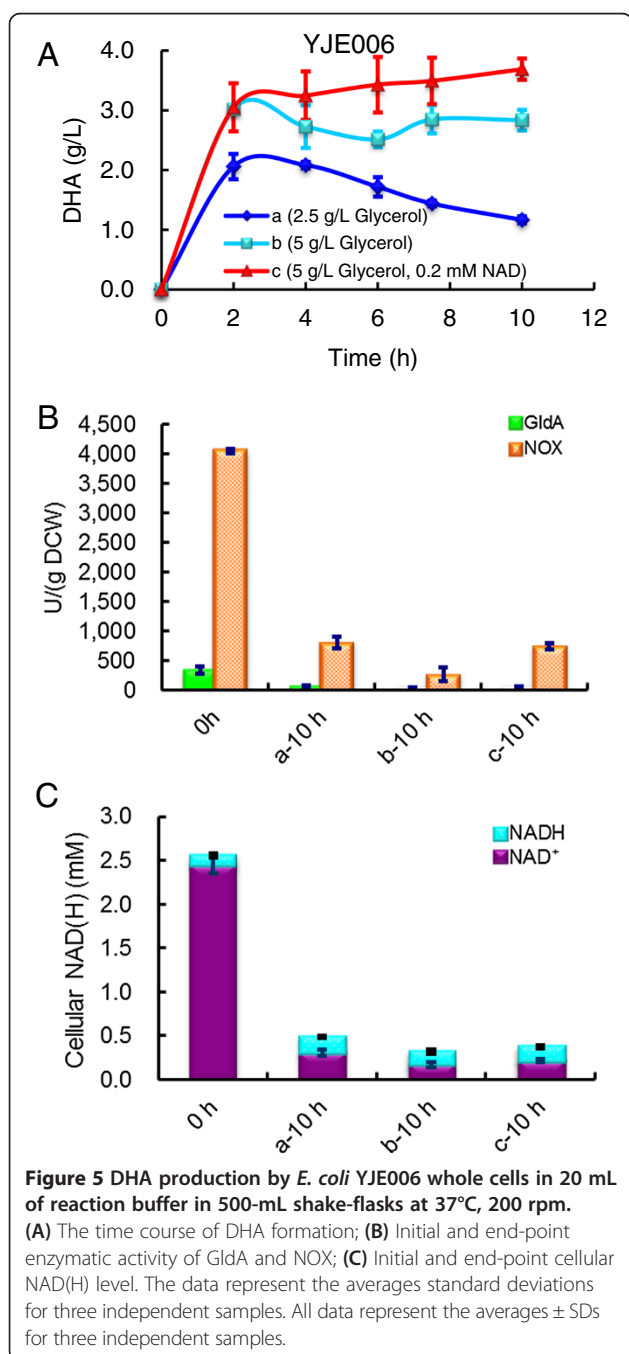 A
YJE006
DHA (g/L)
4.0
3.0
2.0
1.0
0.0
a (2.5 g/L Glycerol)
b (5 g/L Glycerol)
c (5 g/L Glycerol, 0.2 mM NAD)
0 2 4 6 8 10 12
Time (h)
B
U/(g DCW)
4,500
4,000
3,500
3,000
2,500
2,000
1,500
1,000
500
0
GldA
NOX
0h a-10 h b-10 h c-10 h
C
Cellular NAD(H) (mM)
3.0
2.5
2.0
1.5
1.0
0.5
0.0
NADH
NAD⁺
0 h a-10 h b-10 h c-10 h
Figure 5 DHA production by E. coli YJE006 whole cells in 20 mL
of reaction buffer in 500-mL shake-flasks at 37°C, 200 rpm.
(A) The time course of DHA formation; (B) Initial and end-point
enzymatic activity of GldA and NOX; (C) Initial and end-point cellular
NAD(H) level. The data represent the averages standard deviations
for three independent samples. All data represent the averages ± SDs
for three independent samples.